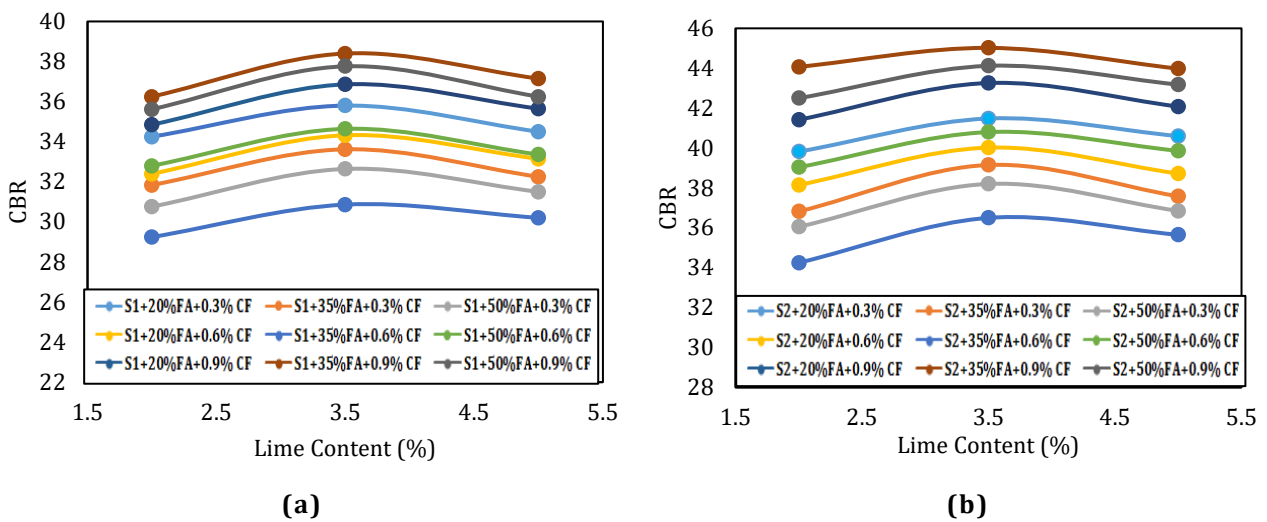 40
38
36
34
32
30
28
26
24
22
CBR
S1+20%FA+0.3% CF S1+35%FA+0.3% CF S1+50%FA+0.3% CF
S1+20%FA+0.6% CF S1+35%FA+0.6% CF S1+50%FA+0.6% CF
S1+20%FA+0.9% CF S1+35%FA+0.9% CF S1+50%FA+0.9% CF
1.5 2.5 3.5 4.5 5.5
Lime Content (%)
(a)
46
44
42
40
38
36
34
32
30
28
CBR
S2+20%FA+0.3% CF S2+35%FA+0.3% CF S2+50%FA+0.3% CF
S2+20%FA+0.6% CF S2+35%FA+0.6% CF S2+50%FA+0.6% CF
S2+20%FA+0.9% CF S2+35%FA+0.9% CF S2+50%FA+0.9% CF
1.5 2.5 3.5 4.5 5.5
Lime Content (%)
(b)